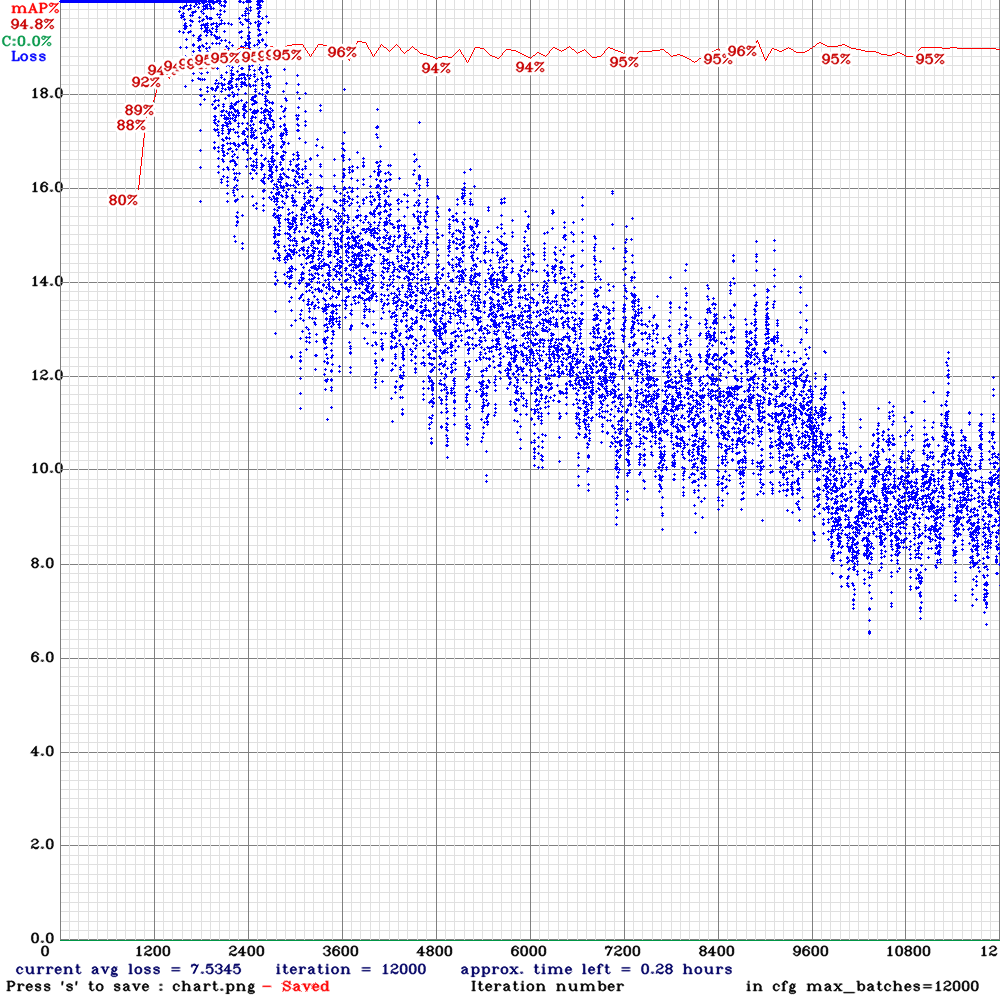 mAP%
94.8%
C:0.0%
Loss
96%
95% 95% 95% 94% 94% 95% 95% 96% 95% 95%
92%
89%
88%
80%
18.0
16.0
14.0
12.0
10.0
8.0
6.0
4.0
2.0
0.0
0 1200 2400 3600 4800 6000 7200 8400 9600 10800 12
current avg loss = 7.5345 iteration = 12000 approx. time left = 0.28 hours
Press 's' to save : chart.png - Saved Iteration number in cfg max_batches=12000